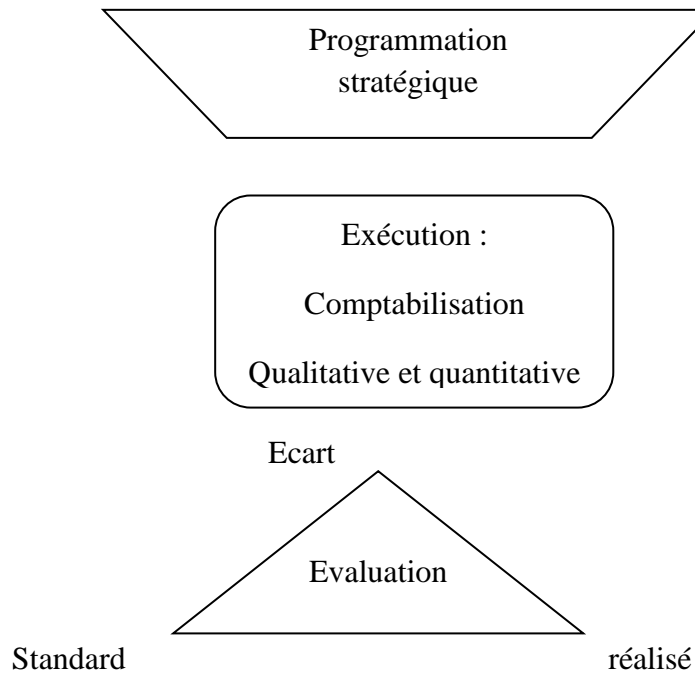 Programmation
stratégique
Exécution :
Comptabilisation
Qualitative et quantitative
Ecart
Evaluation
Standard
réalisé